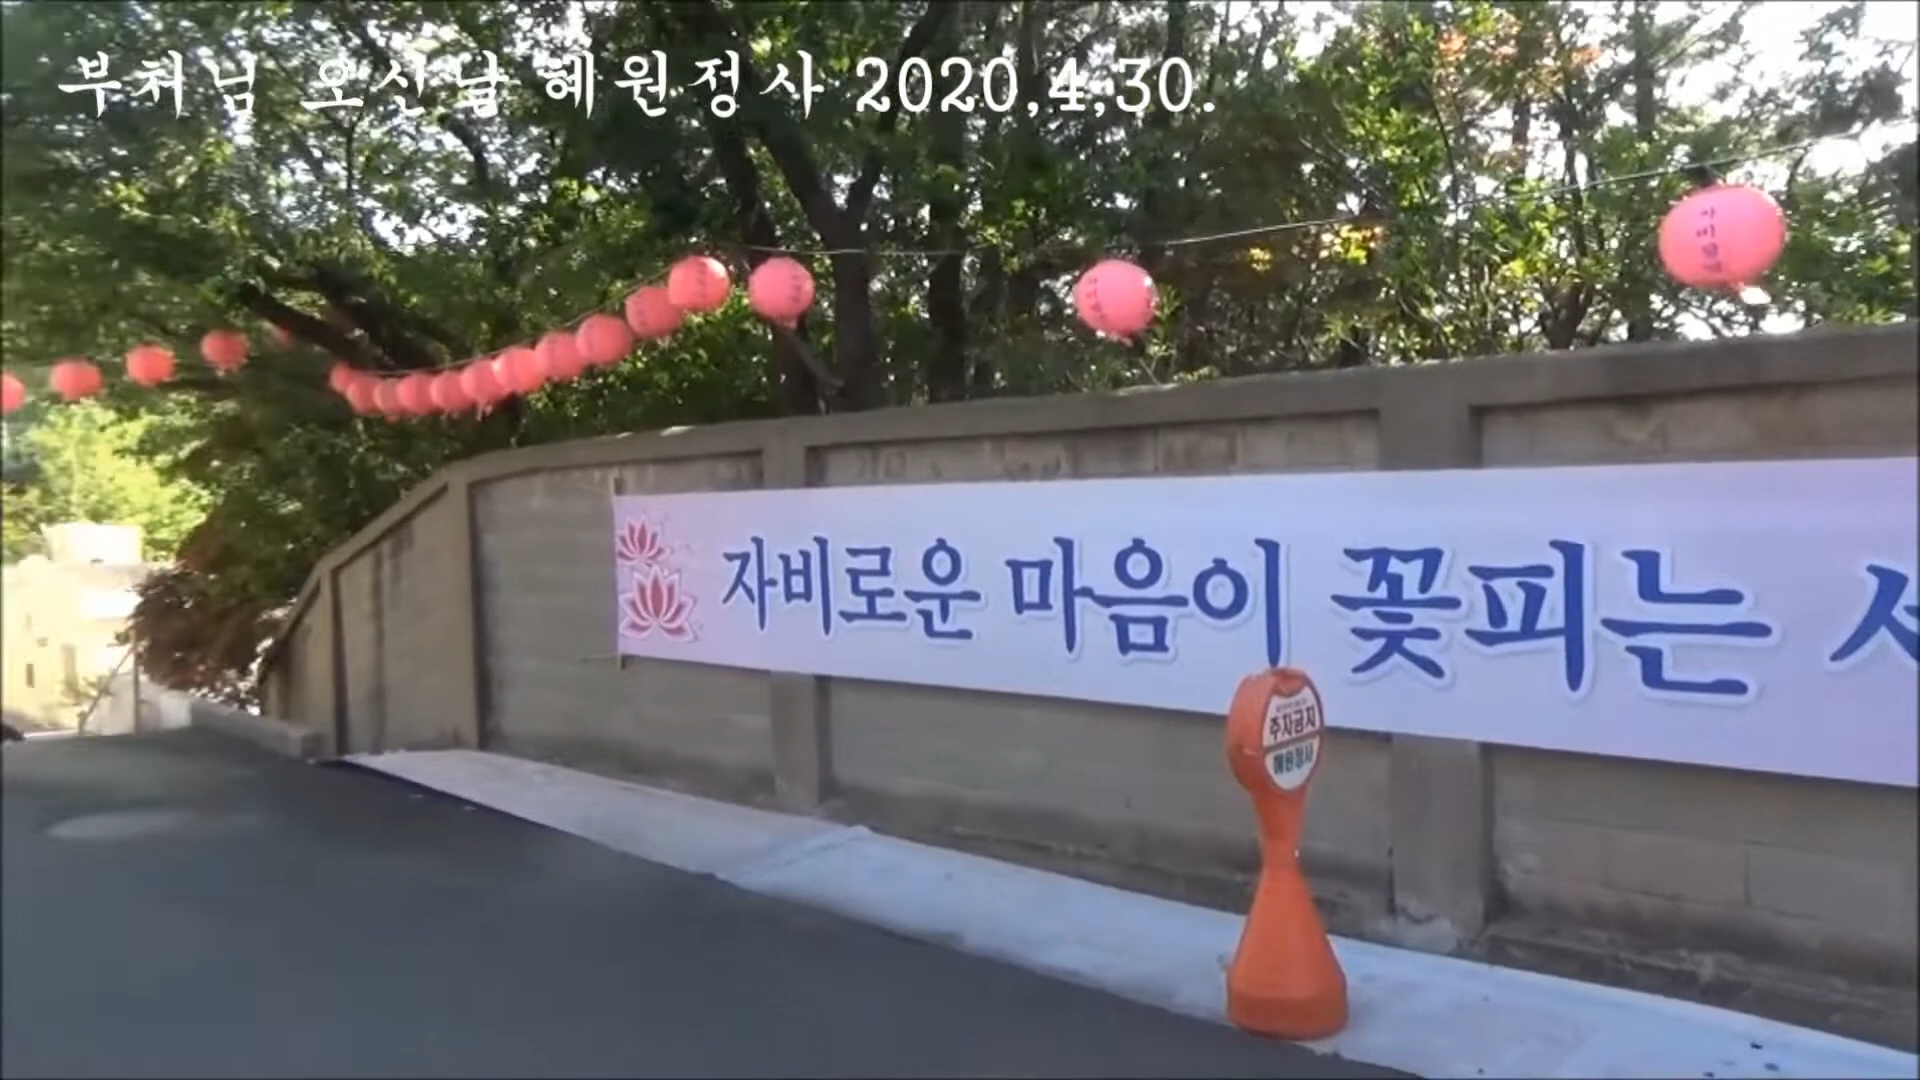 부처님 오신날 혜원정사 2020,4,30.
자비로운 마음이 꽃피는
주차금지
혜원정사